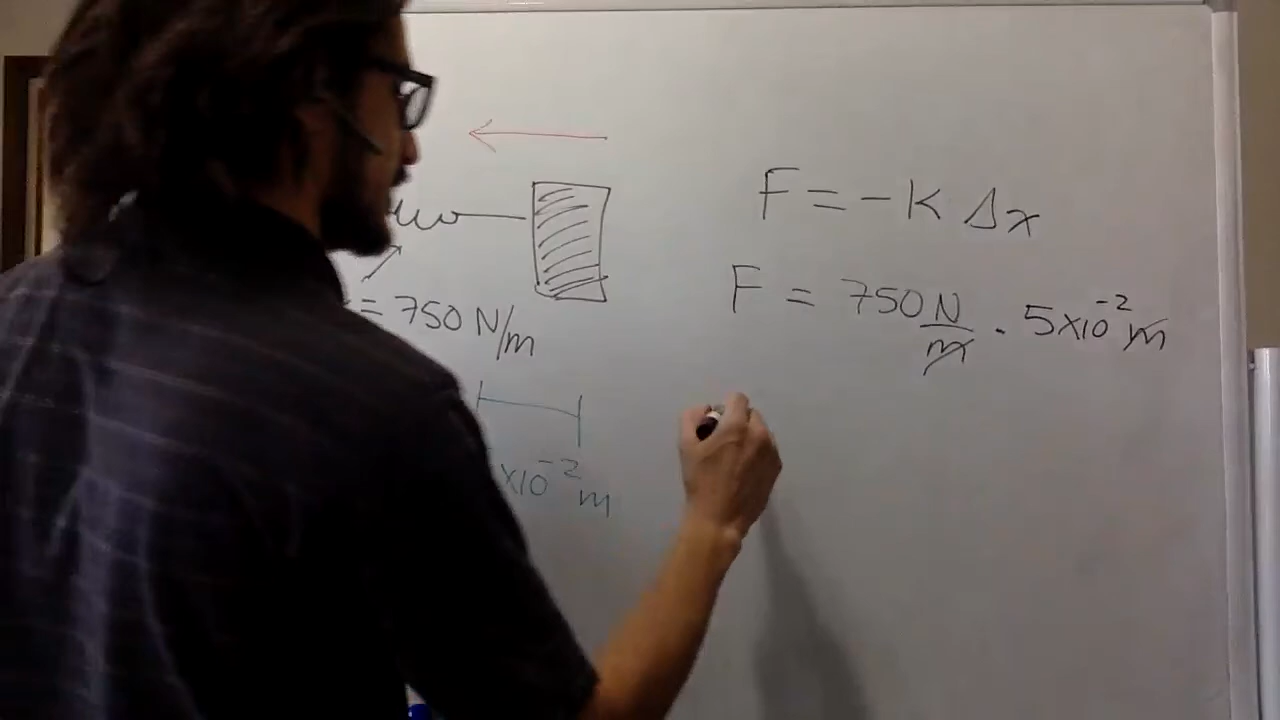 F = -K Δx
F = 750 N/m · 5x10⁻² m
= 750 N/m
x10⁻² m